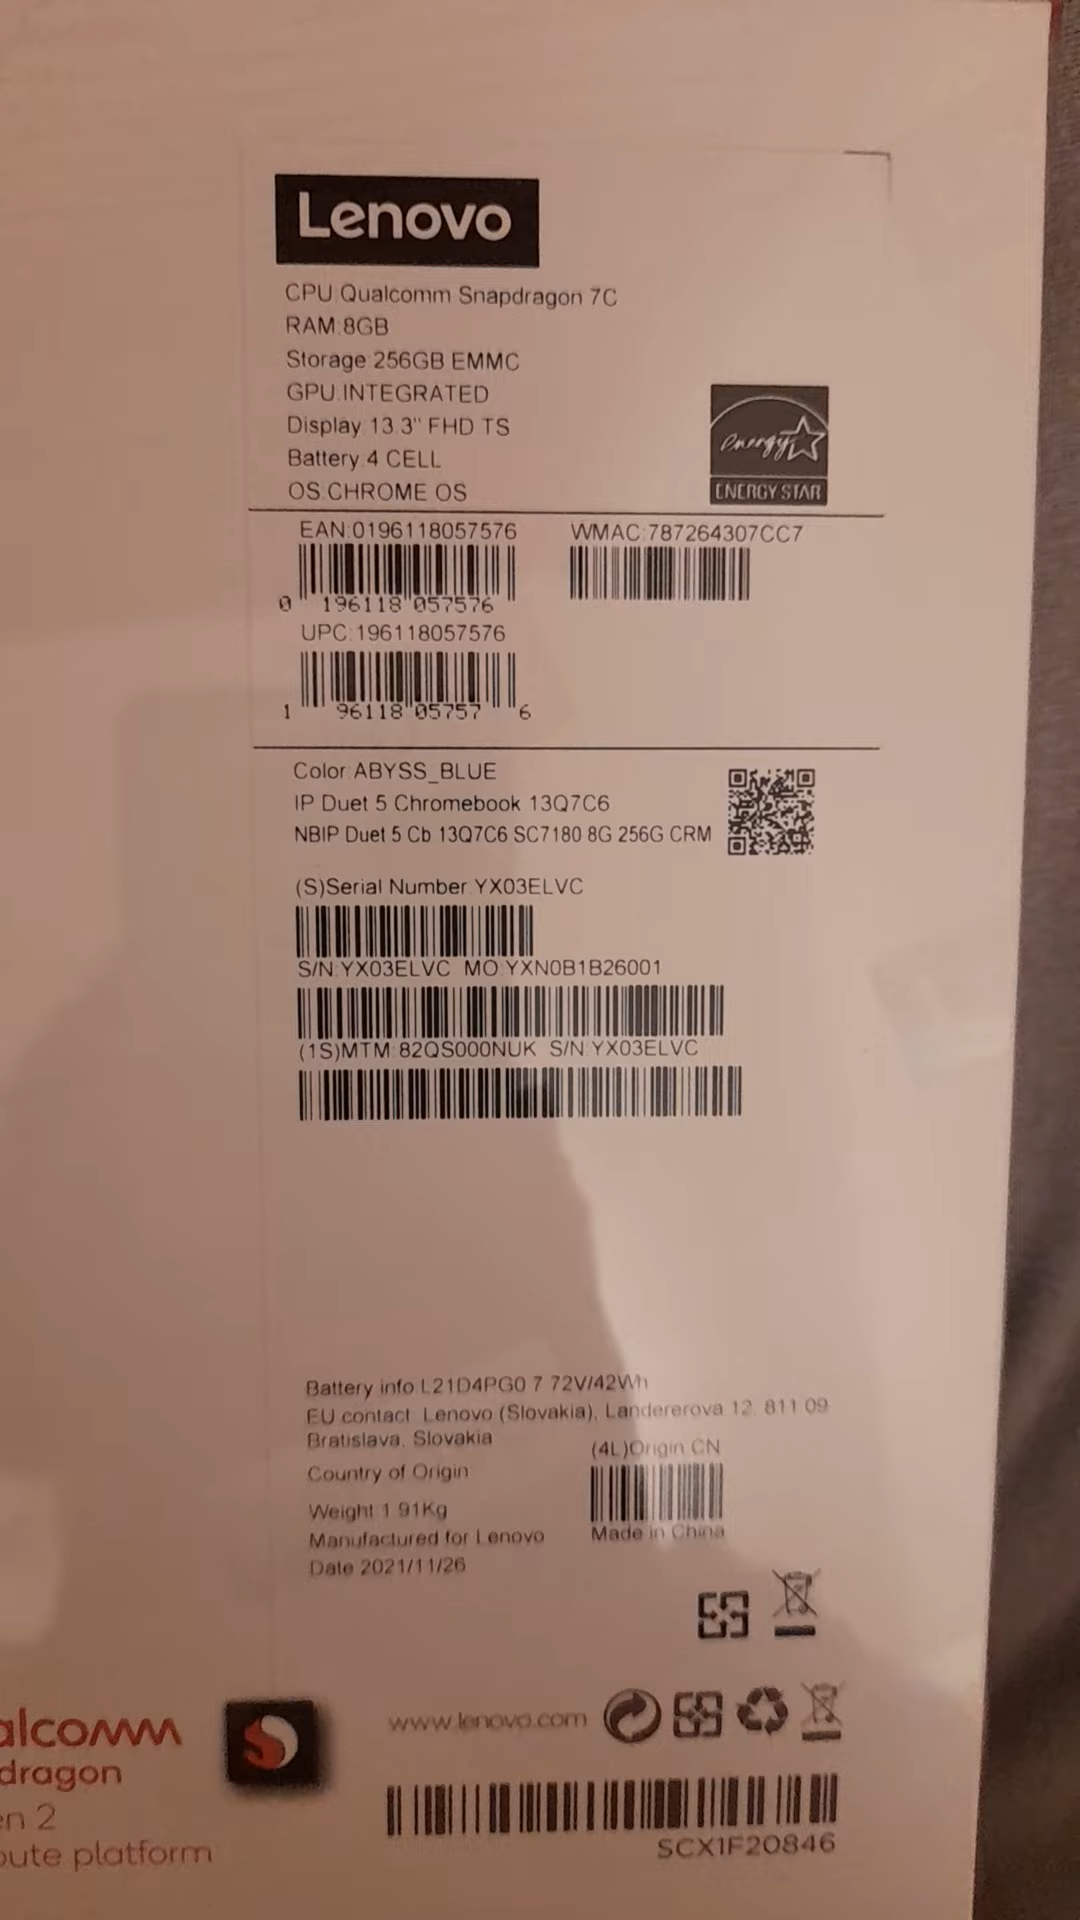 Lenovo
CPU:Qualcomm Snapdragon 7C
RAM:8GB
Storage:256GB EMMC
GPU:INTEGRATED
Display:13.3" FHD TS
Battery:4 CELL
OS:CHROME OS
energy
ENERGY STAR
EAN:0196118057576
WMAC:787264307CC7
0 196118 057576
UPC:196118057576
1 96118 05757 6
Color:ABYSS_BLUE
IP Duet 5 Chromebook 13Q7C6
NBIP Duet 5 Cb 13Q7C6 SC7180 8G 256G CRM
(S)Serial Number:YX03ELVC
S/N:YX03ELVC MO:YXN0B1B26001
(1S)MTM:82QS000NUK S/N:YX03ELVC
Battery info:L21D4PG0 7.72V/42Wh
EU contact: Lenovo (Slovakia), Landererova 12, 811 09
Bratislava, Slovakia
(4L)Origin:CN
Country of Origin
Weight:1.91Kg
Manufactured for Lenovo
Made in China
Date:2021/11/26
alcomm
dragon
en 2
oute platform
www.lenovo.com
SCX1F20846